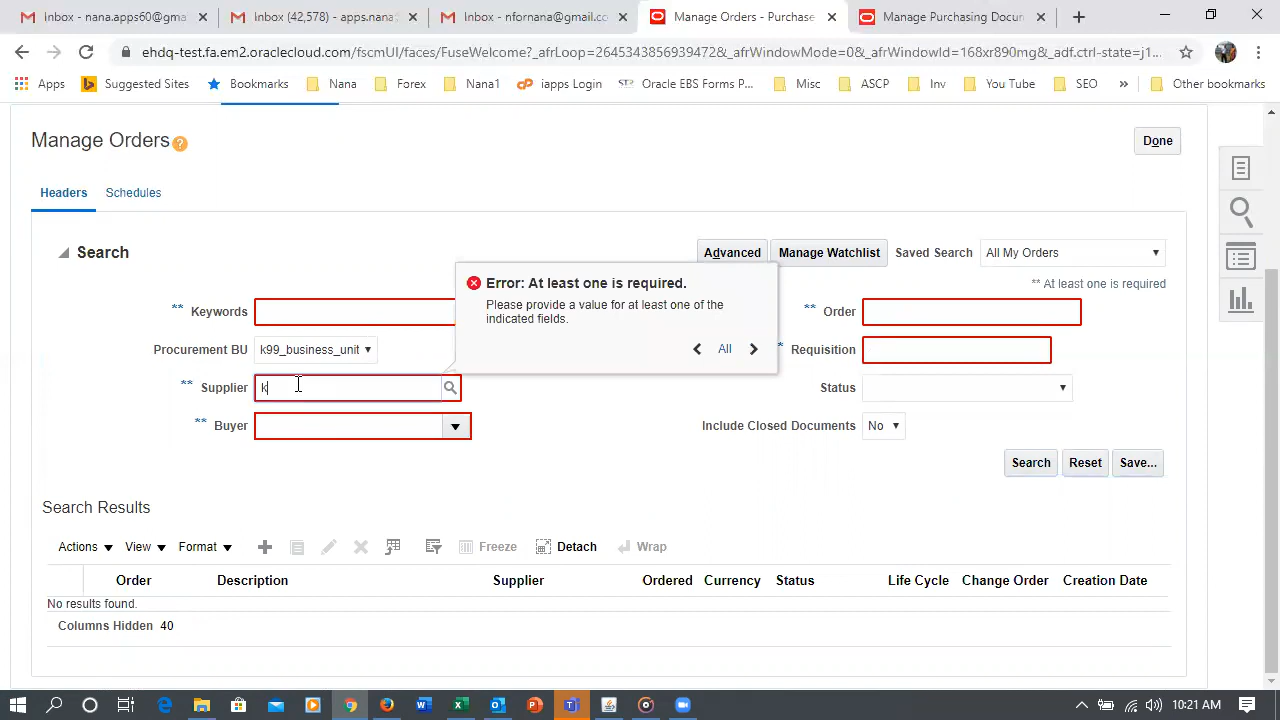 Inbox - nana.apps60@gma
Inbox (42,578) - apps.nana
Inbox - nfornana@gmail.co
Manage Orders - Purchase
Manage Purchasing Docum
ehdq-test.fa.em2.oraclecloud.com/fscmUI/faces/FuseWelcome?_afrLoop=26453438569394728&_afrWindowMode=0&_afrWindowId=168xr890mg&_adf.ctrl-state=j1...
Apps
Suggested Sites
Bookmarks
Nana
Forex
Nana1
iapps Login
Oracle EBS Forms P...
Misc
ASCP
Inv
You Tube
SEO
»
Other bookmarks
Manage Orders
Done
Headers
Schedules
Search
Advanced
Manage Watchlist
Saved Search
All My Orders
Error: At least one is required.
Please provide a value for at least one of the
indicated fields.
All
** At least one is required
** Keywords
** Order
Procurement BU
k99_business_unit
* Requisition
** Supplier
k
Status
** Buyer
Include Closed Documents
No
Search
Reset
Save...
Search Results
Actions
View
Format
Freeze
Detach
Wrap
Order
Description
Supplier
Ordered
Currency
Status
Life Cycle
Change Order
Creation Date
No results found.
Columns Hidden 40
10:21 AM